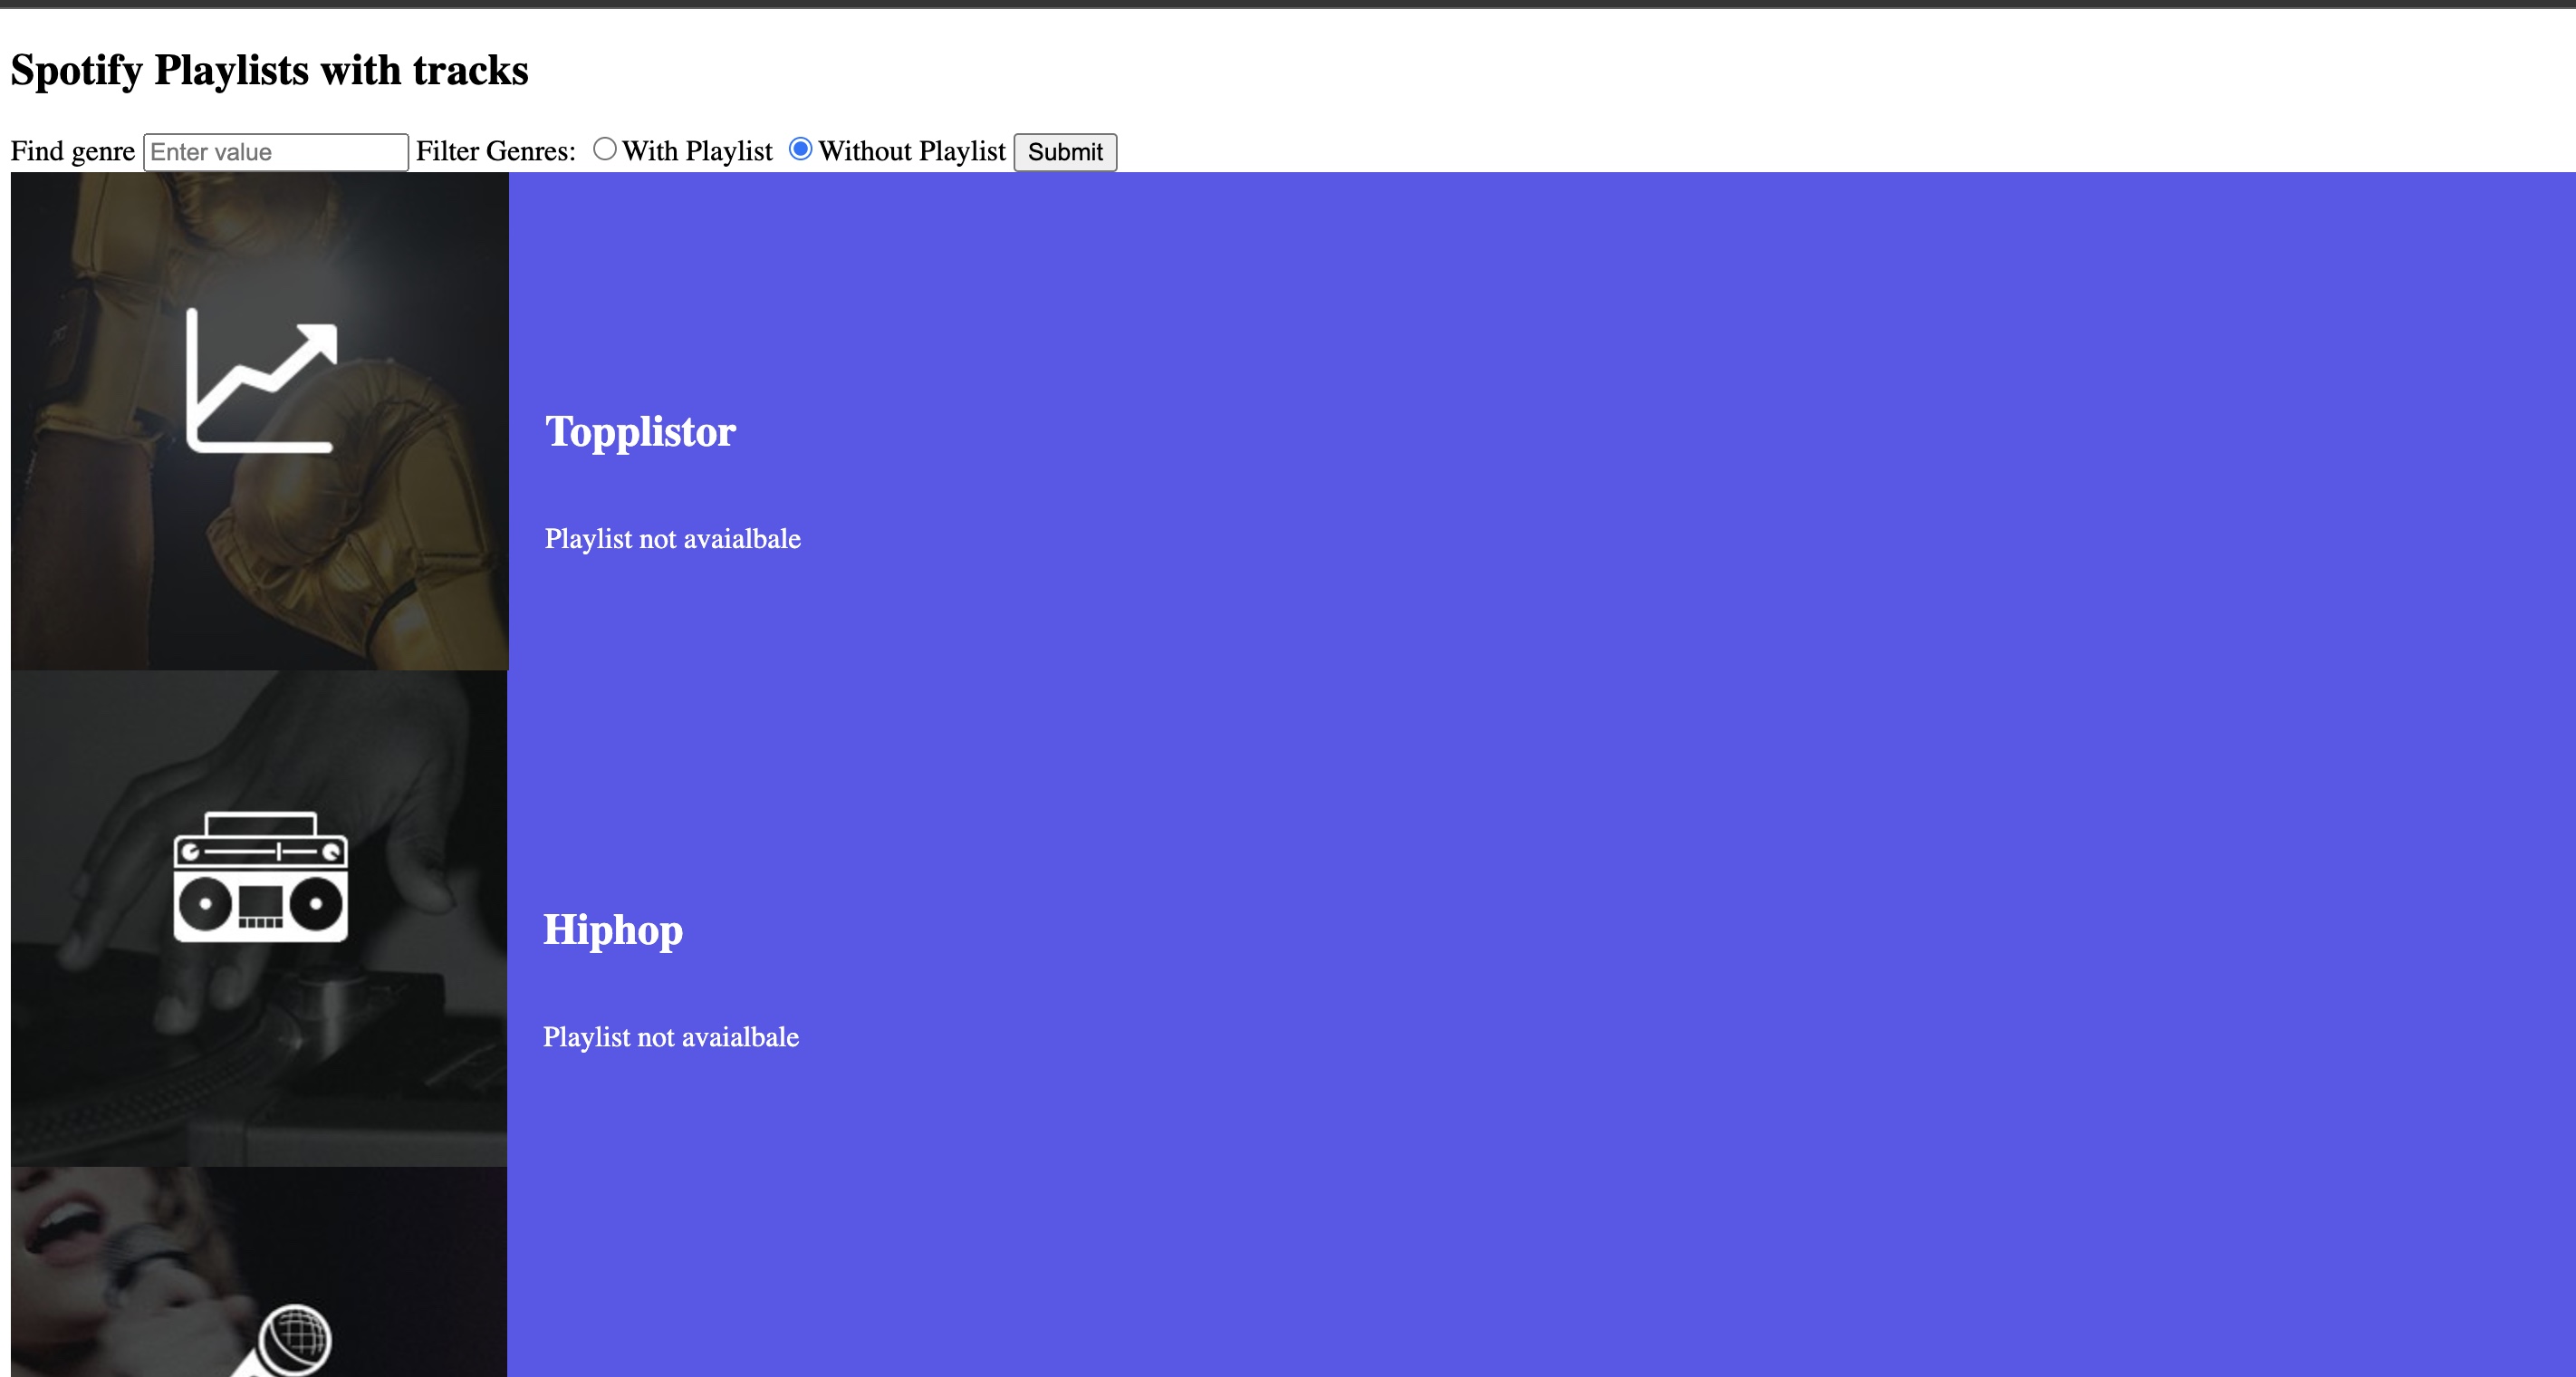 Spotify Playlists with tracks
Find genre Enter value Filter Genres: With Playlist Without Playlist Submit
Topplistor
Playlist not avaialbale
Hiphop
Playlist not avaialbale